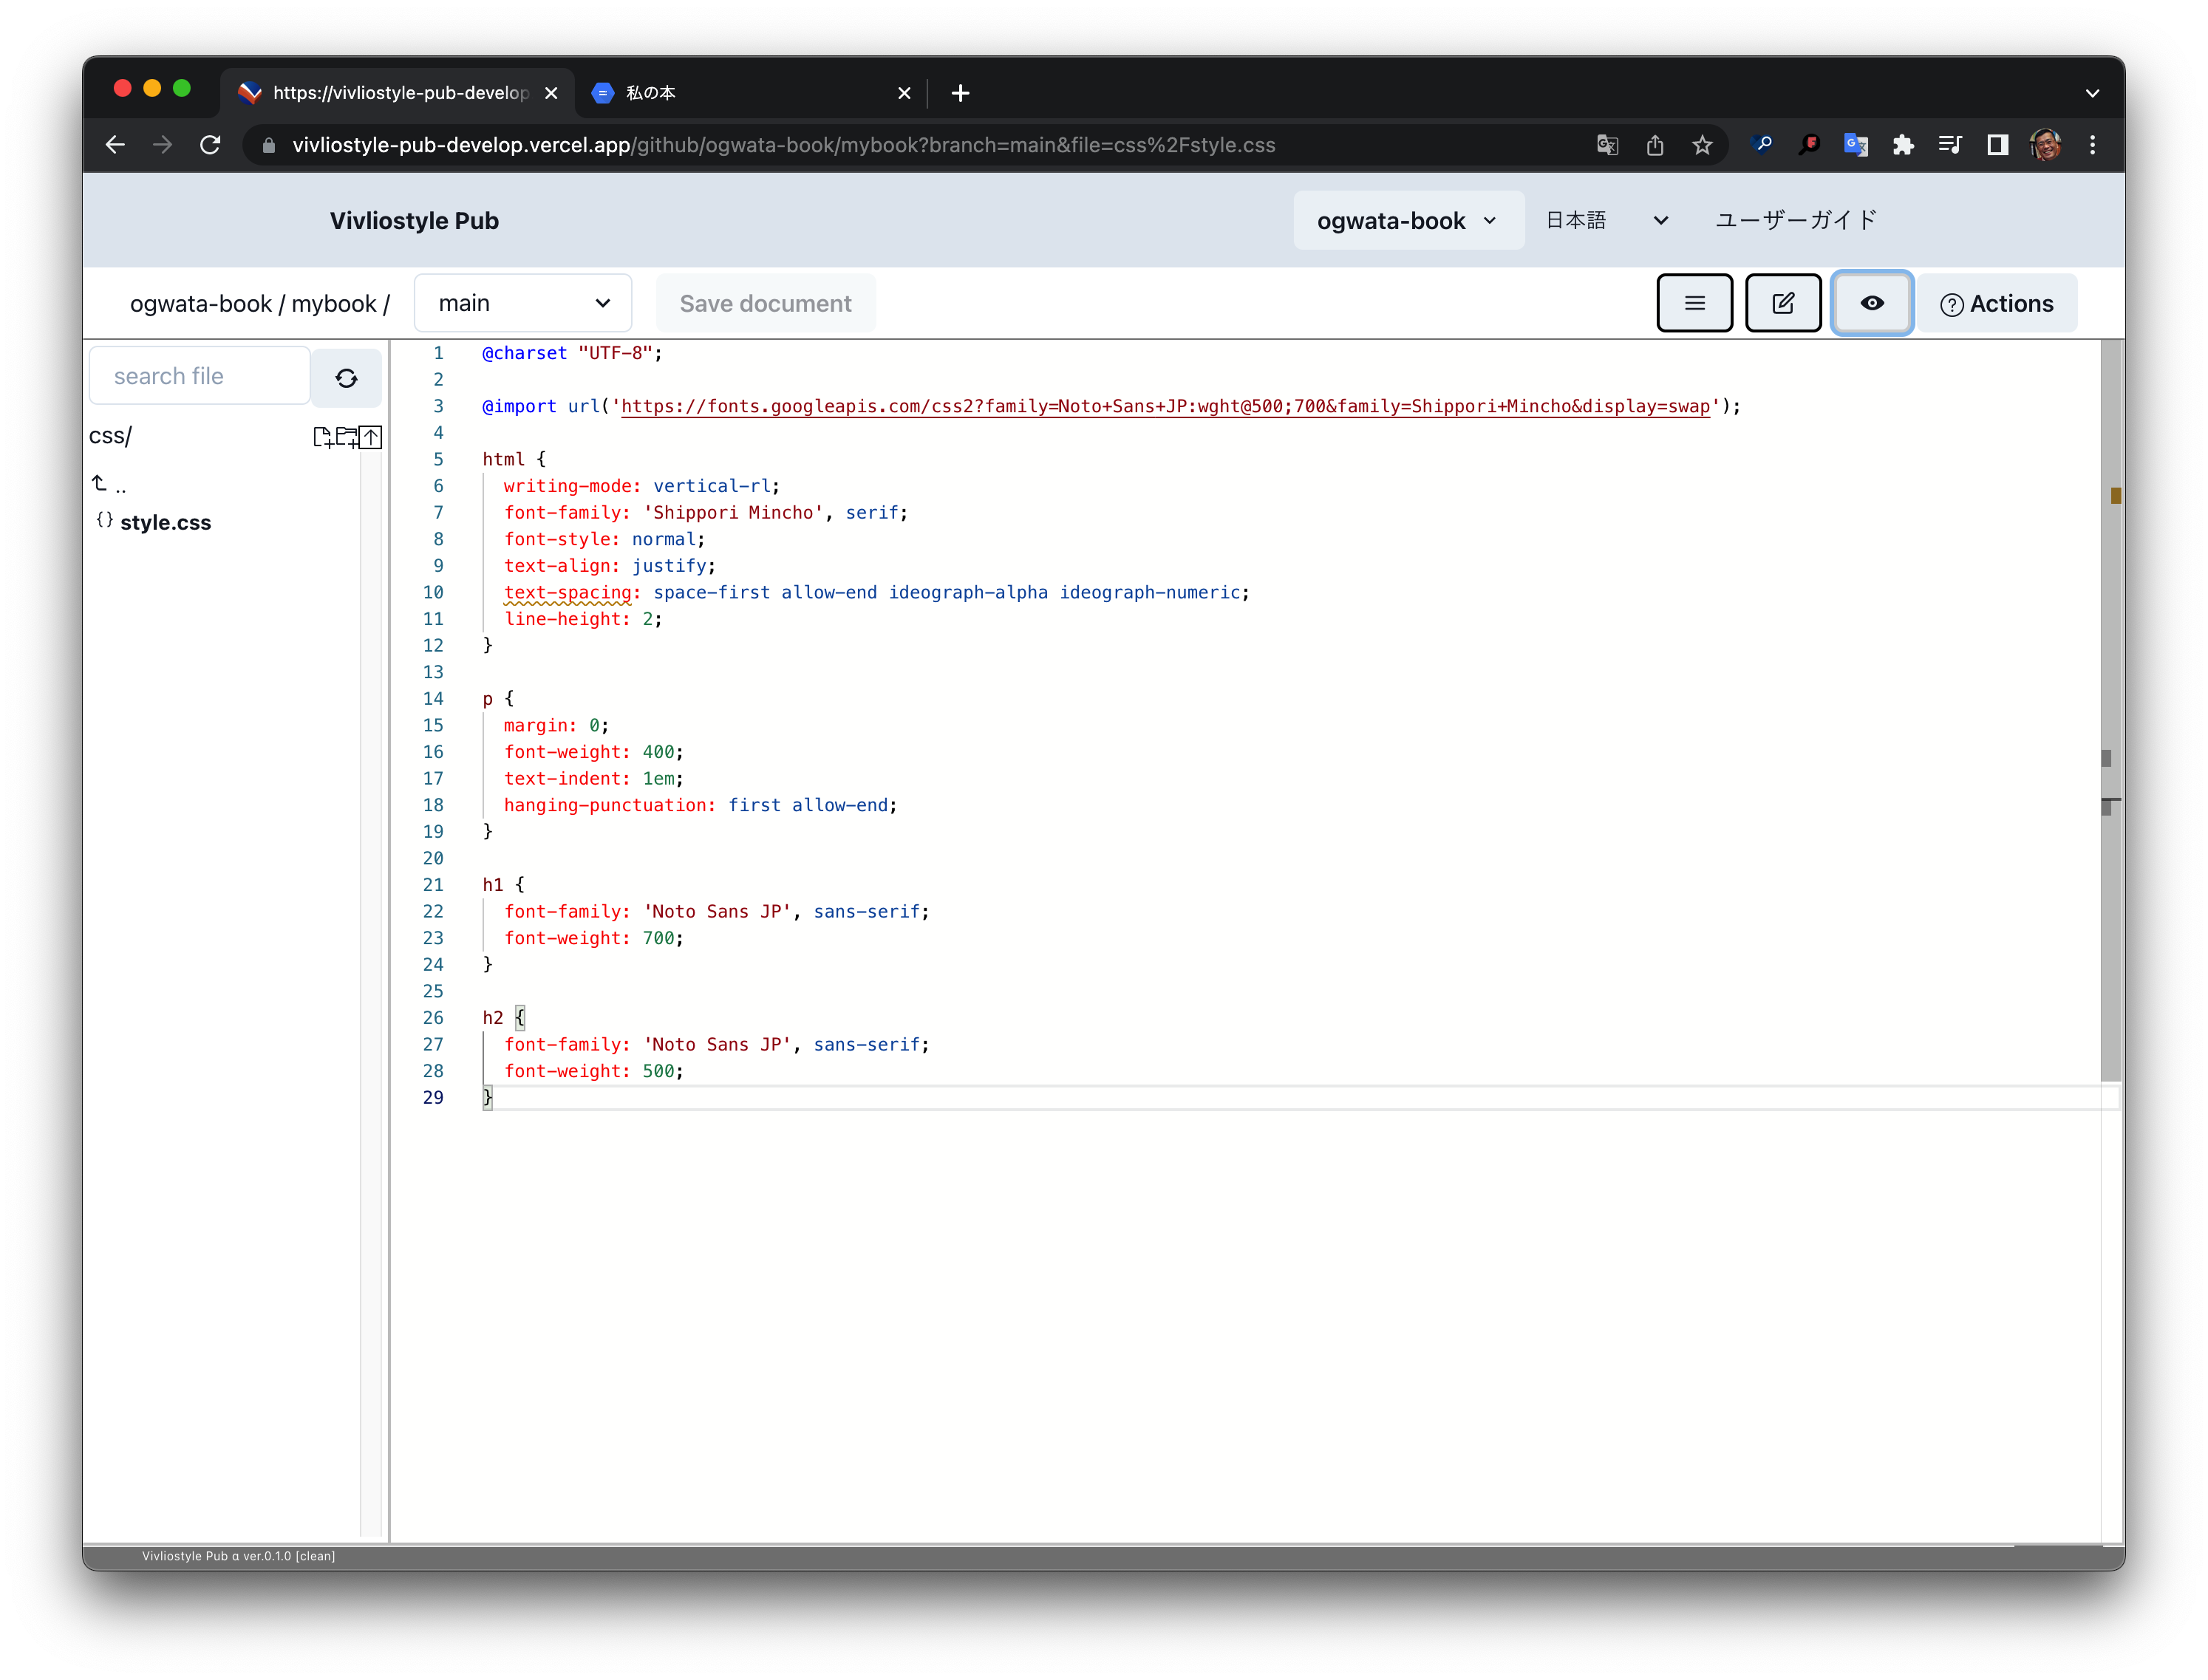 https://vivliostyle-pub-develop
私の本
vivliostyle-pub-develop.vercel.app/github/ogwata-book/mybook?branch=main&file=css%2Fstyle.css
Vivliostyle Pub
ogwata-book
日本語
ユーザーガイド
ogwata-book / mybook /
main
Save document
Actions
search file
css/
..
{} style.css
1 @charset "UTF-8";
2
3 @import url('https://fonts.googleapis.com/css2?family=Noto+Sans+JP:wght@500;700&family=Shippori+Mincho&display=swap');
4
5 html {
6 writing-mode: vertical-rl;
7 font-family: 'Shippori Mincho', serif;
8 font-style: normal;
9 text-align: justify;
10 text-spacing: space-first allow-end ideograph-alpha ideograph-numeric;
11 line-height: 2;
12 }
13
14 p {
15 margin: 0;
16 font-weight: 400;
17 text-indent: 1em;
18 hanging-punctuation: first allow-end;
19 }
20
21 h1 {
22 font-family: 'Noto Sans JP', sans-serif;
23 font-weight: 700;
24 }
25
26 h2 {
27 font-family: 'Noto Sans JP', sans-serif;
28 font-weight: 500;
29 }
Vivliostyle Pub α ver.0.1.0 [clean]